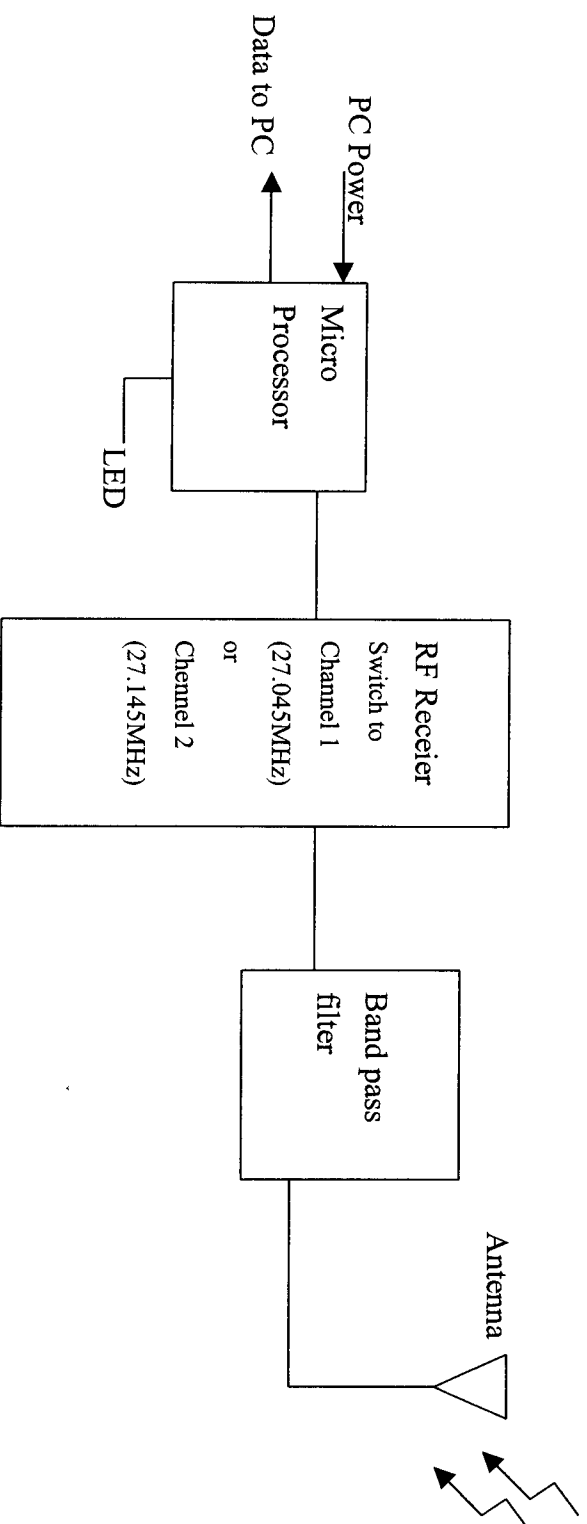 PC Power
Data to PC
Micro
Processor
LED
RF Receier
Switch to
Channel 1
(27.045MHz)
or
Chennel 2
(27.145MHz)
Band pass
filter
Antenna